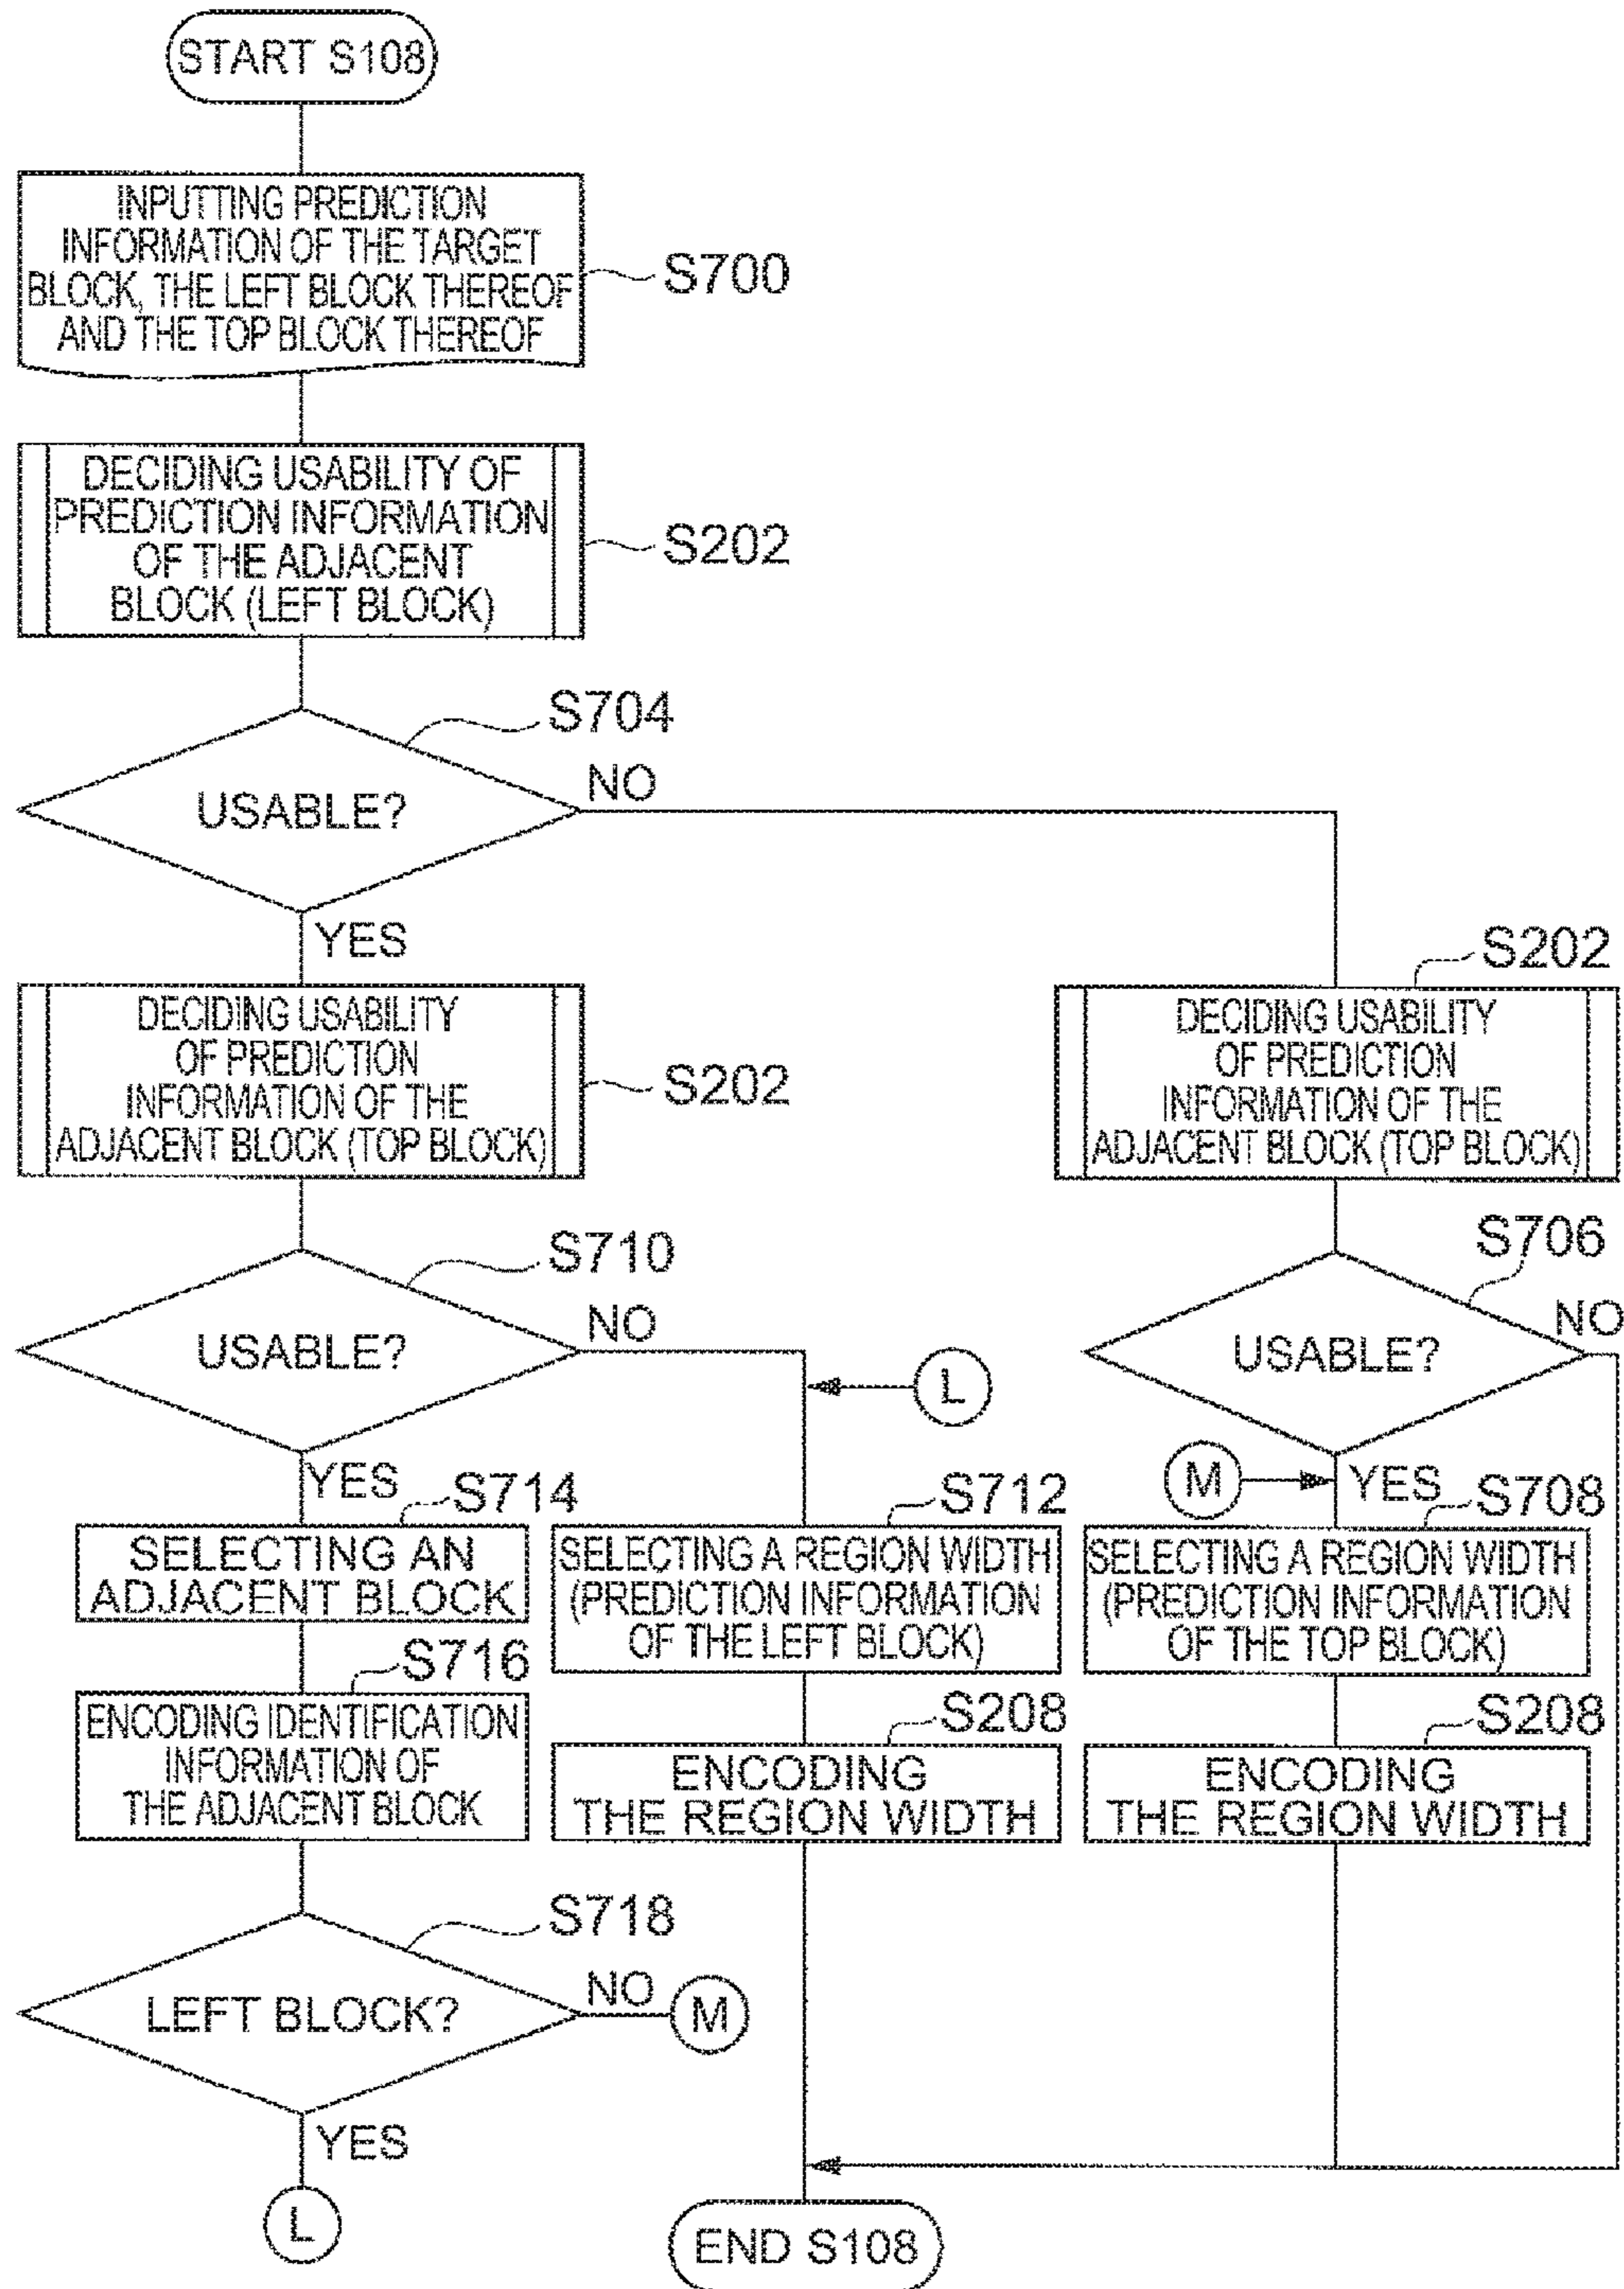 START S108
INPUTTING PREDICTION
INFORMATION OF THE TARGET
BLOCK, THE LEFT BLOCK THEREOF
AND THE TOP BLOCK THEREOF
S700
DECIDING USABILITY OF
PREDICTION INFORMATION
OF THE ADJACENT
BLOCK (LEFT BLOCK)
S202
S704
USABLE?
NO
YES
DECIDING USABILITY
OF PREDICTION
INFORMATION OF THE
ADJACENT BLOCK (TOP BLOCK)
S202
S202
DECIDING USABILITY
OF PREDICTION
INFORMATION OF THE
ADJACENT BLOCK (TOP BLOCK)
S710
USABLE?
NO
L
S706
USABLE?
NO
YES
M
YES
S714
SELECTING AN
ADJACENT BLOCK
S712
SELECTING A REGION WIDTH
(PREDICTION INFORMATION
OF THE LEFT BLOCK)
S708
SELECTING A REGION WIDTH
(PREDICTION INFORMATION
OF THE TOP BLOCK)
S716
ENCODING IDENTIFICATION
INFORMATION OF
THE ADJACENT BLOCK
S208
ENCODING
THE REGION WIDTH
S208
ENCODING
THE REGION WIDTH
S718
LEFT BLOCK?
NO
M
YES
L
END S108